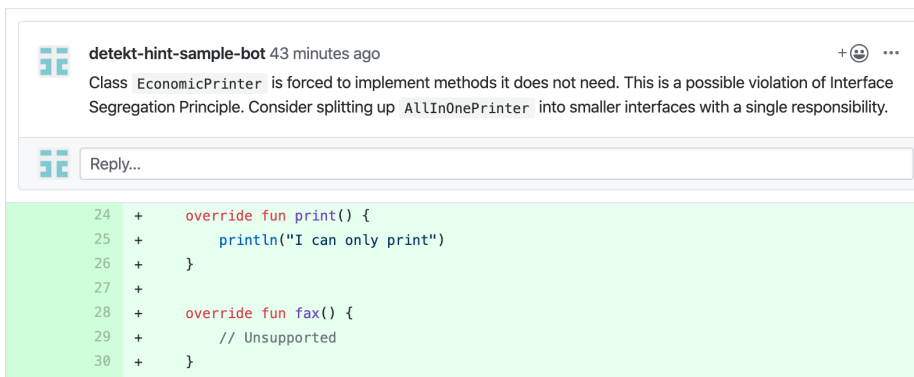 detekt-hint-sample-bot 43 minutes ago
Class EconomicPrinter is forced to implement methods it does not need. This is a possible violation of Interface
Segregation Principle. Consider splitting up AllInOnePrinter into smaller interfaces with a single responsibility.
Reply...
24 + override fun print() {
25 + println("I can only print")
26 + }
27 +
28 + override fun fax() {
29 + // Unsupported
30 + }